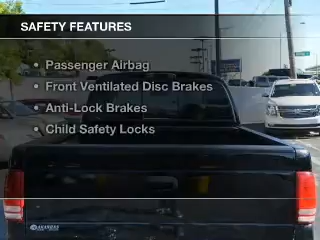 SAFETY FEATURES
• Passenger Airbag
• Front Ventilated Disc Brakes
• Anti-Lock Brakes
• Child Safety Locks